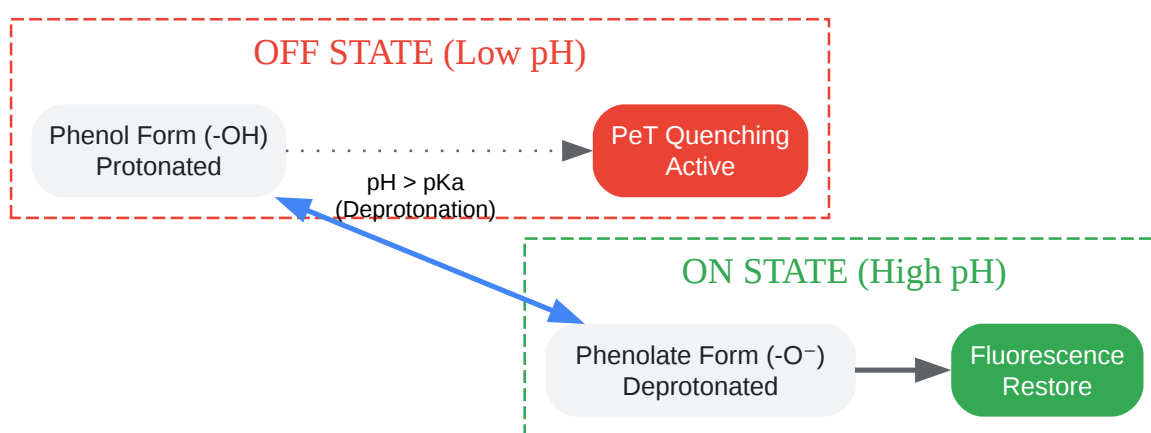 OFF STATE (Low pH)
Phenol Form (-OH)
Protonated
PeT Quenching
Active
pH > pKa
(Deprotonation)
ON STATE (High pH)
Phenolate Form (-O⁻)
Deprotonated
Fluorescence
Restore